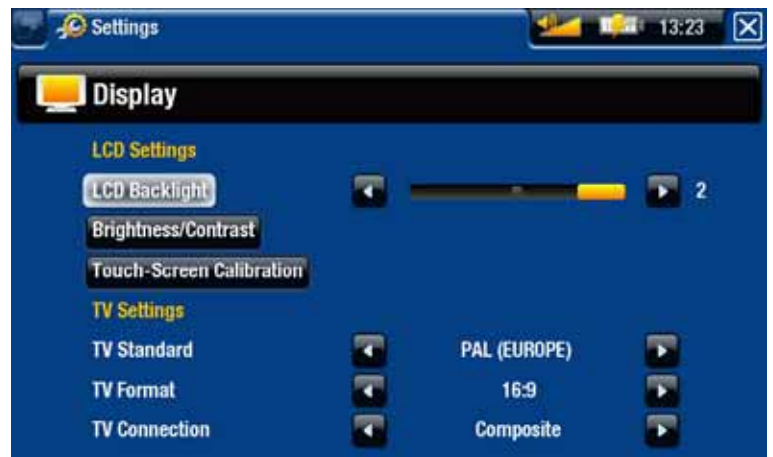 Settings 13:23
Display
LCD Settings
LCD Backlight 2
Brightness/Contrast
Touch-Screen Calibration
TV Settings
TV Standard PAL (EUROPE)
TV Format 16:9
TV Connection Composite